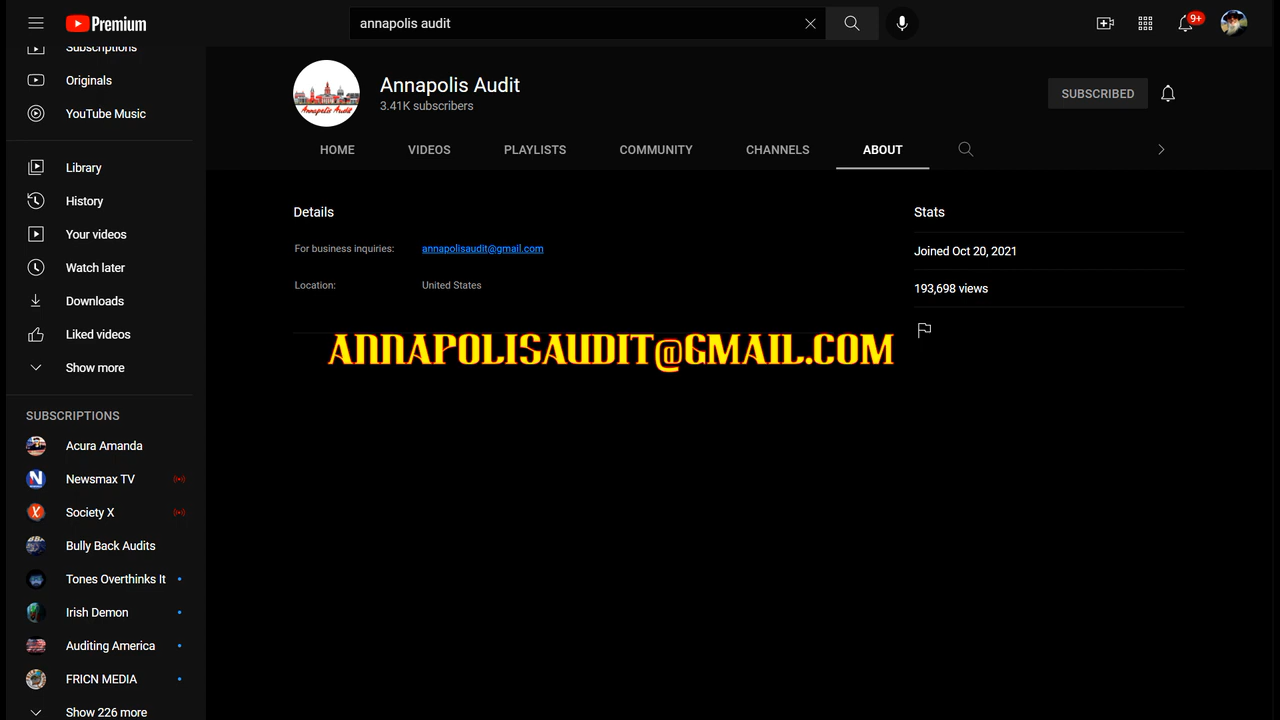 Premium
annapolis audit
9+
Subscriptions
Originals
YouTube Music
Library
History
Your videos
Watch later
Downloads
Liked videos
Show more
SUBSCRIPTIONS
Acura Amanda
Newsmax TV
Society X
Bully Back Audits
Tones Overthinks It
Irish Demon
Auditing America
FRICN MEDIA
Show 226 more
Annapolis Audit
Annapolis Audit
3.41K subscribers
SUBSCRIBED
HOME VIDEOS PLAYLISTS COMMUNITY CHANNELS ABOUT
Details
For business inquiries: annapolisaudit@gmail.com
Location: United States
ANNAPOLISAUDIT@GMAIL.COM
Stats
Joined Oct 20, 2021
193,698 views